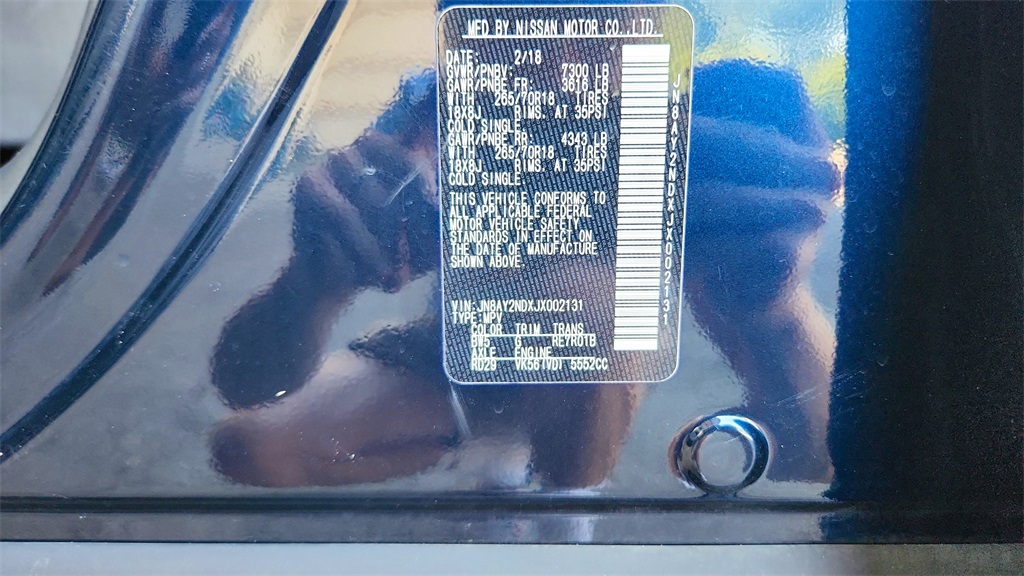 MFD BY NISSAN MOTOR CO.,LTD.
DATE: 2/18
GVWR/PNBV: 7300 LB
GAWR/PNBE FR. 3616 LB
WITH 265/70R18 TIRES
18X8J RIMS. AT 35PSI
COLD SINGLE
GAWR/PNBE RR. 4343 LB
WITH 265/70R18 TIRES
18X8J RIMS. AT 35PSI
COLD SINGLE
THIS VEHICLE CONFORMS TO
ALL APPLICABLE FEDERAL
MOTOR VEHICLE SAFETY
STANDARDS IN EFFECT ON
THE DATE OF MANUFACTURE
SHOWN ABOVE.
VIN:JN8AY2NDXJX002131
TYPE:MPV
COLOR TRIM TRANS
BW5 G RE7R01B
AXLE ENGINE
RD29 VK56(VD) 5552CC
JN8AY2NDXJX002131